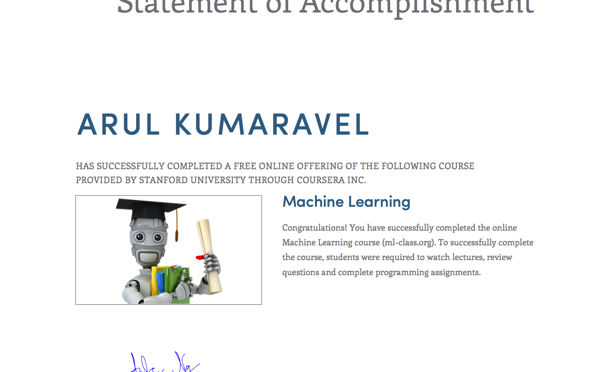 Statement of Accomplishment
ARUL KUMARAVEL
HAS SUCCESSFULLY COMPLETED A FREE ONLINE OFFERING OF THE FOLLOWING COURSE
PROVIDED BY STANFORD UNIVERSITY THROUGH COURSERA INC.
Machine Learning
Congratulations! You have successfully completed the online
Machine Learning course (ml-class.org). To successfully complete
the course, students were required to watch lectures, review
questions and complete programming assignments.